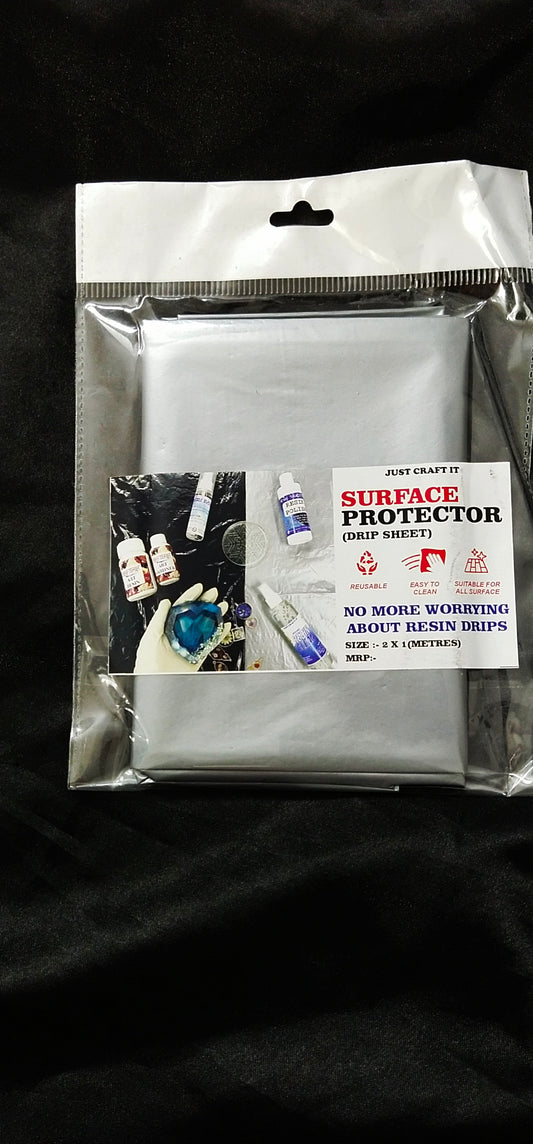 JUST CRAFT IT
SURFACE
PROTECTOR
(DRIP SHEET)
REUSABLE
EASY TO
CLEAN
SUITABLE FOR
ALL SURFACE
NO MORE WORRYING
ABOUT RESIN DRIPS
SIZE :- 2 X 1(METRES)
MRP:-
RESIN